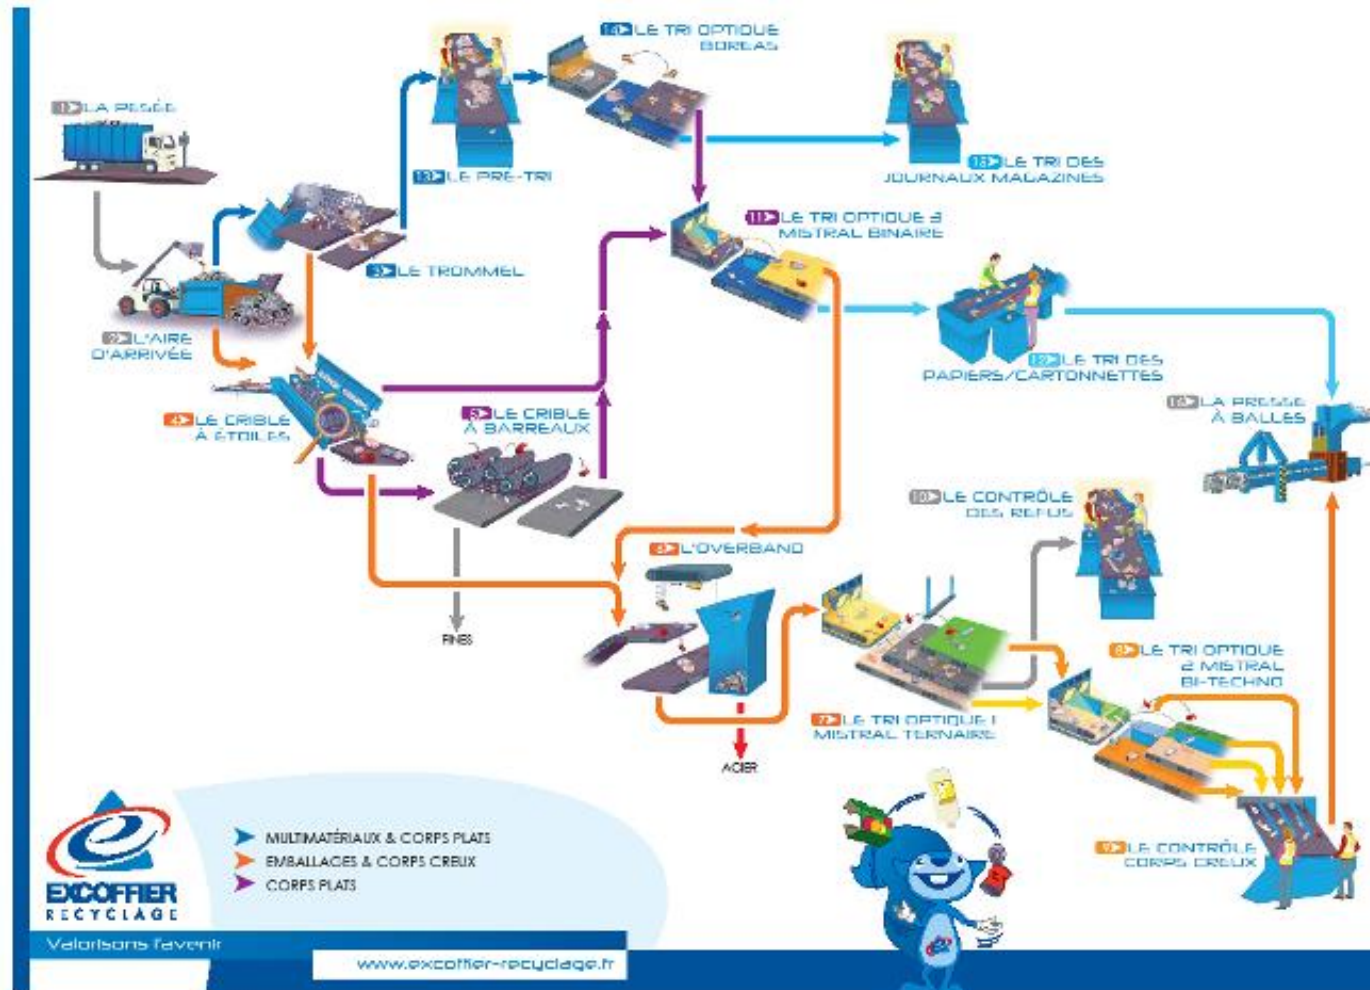 14 LE TRI OPTIQUE
BOREAS
1 LA PESÉE
13 LE PRÉ-TRI
15 LE TRI DES
JOURNAUX MAGAZINES
11 LE TRI OPTIQUE 3
MISTRAL BINAIRE
3 LE TROMMEL
2 L'AIRE
D'ARRIVÉE
12 LE TRI DES
PAPIERS/CARTONNETTES
4 LE CRIBLE
À ÉTOILES
5 LE CRIBLE
À BARREAUX
16 LA PRESSE
À BALLES
10 LE CONTRÔLE
DES REFUS
6 L'OVERBAND
FINES
8 LE TRI OPTIQUE
2 MISTRAL
BI-TECHNO
7 LE TRI OPTIQUE 1
MISTRAL TERNAIRE
ACIER
9 LE CONTRÔLE
CORPS CREUX
MULTIMATÉRIAUX & CORPS PLATS
EMBALLAGES & CORPS CREUX
CORPS PLATS
EXCOFFIER
RECYCLAGE
Valorisons l'avenir
www.excoffier-recyclage.fr